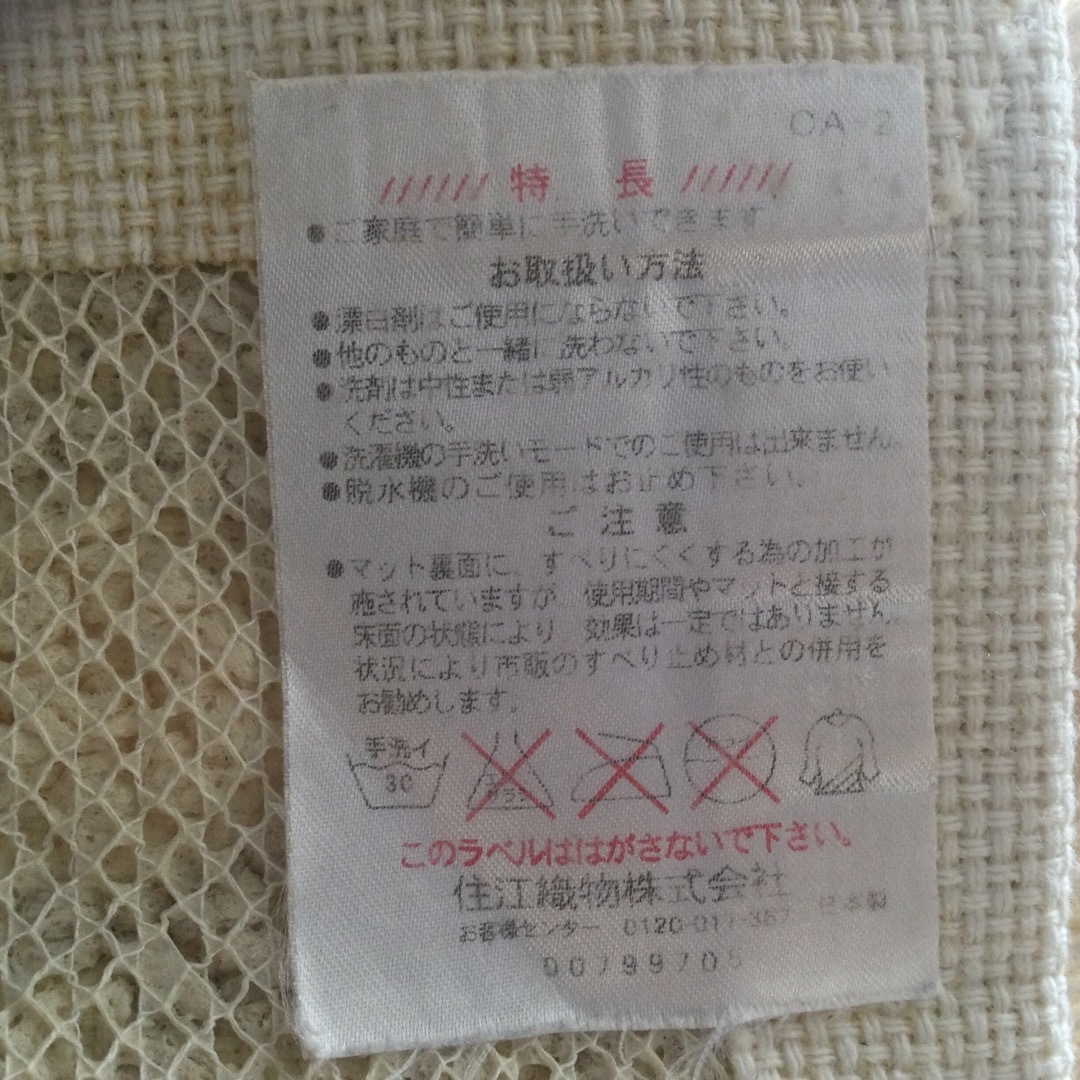 CA-2
////// 特 長 //////
●ご家庭で簡単に手洗いできます
お取扱い方法
●漂白剤はご使用にならないで下さい。
●他のものと一緒に洗わないで下さい。
●洗剤は中性または弱アルカリ性のものをお使い
ください。
●洗濯機の手洗いモードでのご使用は出来ません。
●脱水機のご使用はお止め下さい。
ご 注 意
●マット裏面に、すべりにくくする為の加工が
施されていますが 使用期間やマットと接する
床面の状態により 効果は一定ではありません。
状況により市販のすべり止め材との併用を
お勧めします。
手洗イ
30
このラベルははがさないで下さい。
住江織物株式会社
お客様センター 日本製